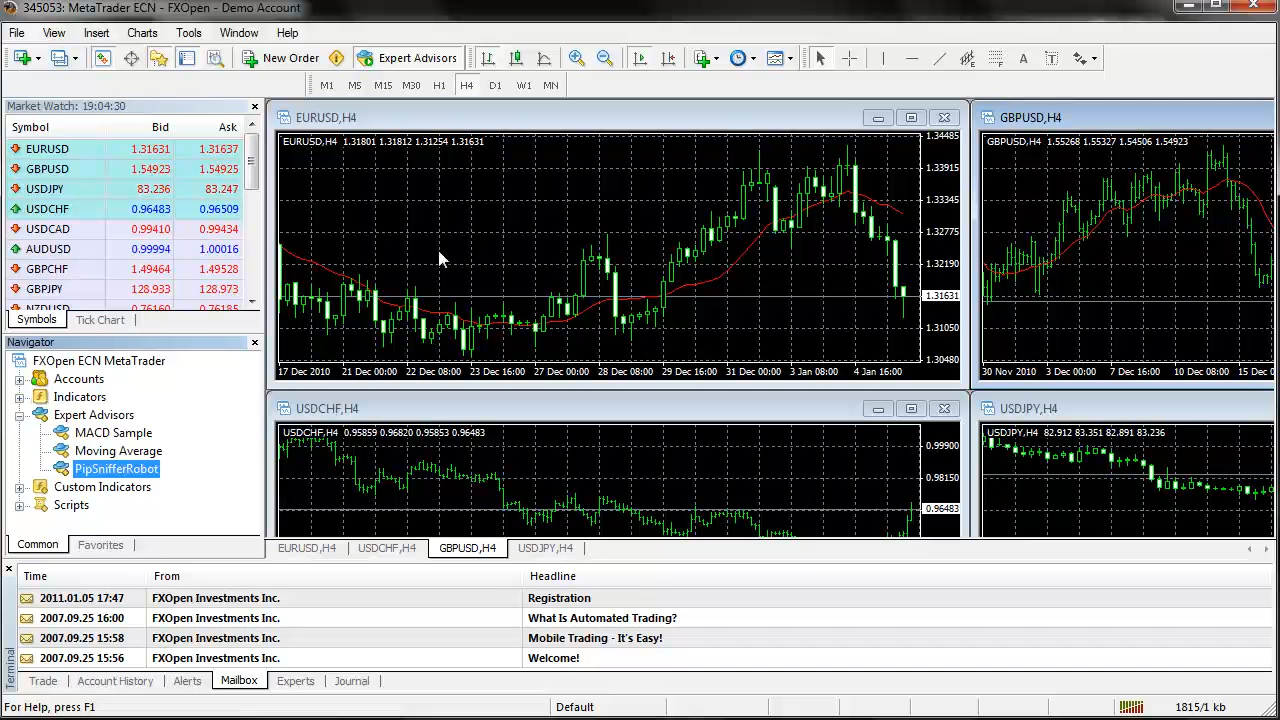 345053: MetaTrader ECN - FXOpen - Demo Account
File View Insert Charts Tools Window Help
New Order Expert Advisors A T
M1 M5 M15 M30 H1 H4 D1 W1 MN
Market Watch: 19:04:30
Symbol Bid Ask
EURUSD 1.31631 1.31637
GBPUSD 1.54923 1.54925
USDJPY 83.236 83.247
USDCHF 0.96483 0.96509
USDCAD 0.99410 0.99434
AUDUSD 0.99994 1.00016
GBPCHF 1.49464 1.49528
GBPJPY 128.933 128.973
NZDUSD 0.76160 0.76185
Symbols Tick Chart
Navigator
FXOpen ECN MetaTrader
Accounts
Indicators
Expert Advisors
MACD Sample
Moving Average
PipSnifferRobot
Custom Indicators
Scripts
Common Favorites
EURUSD,H4
EURUSD,H4 1.31801 1.31812 1.31254 1.31631
1.34485
1.33915
1.33345
1.32775
1.32190
1.31631
1.31050
1.30480
17 Dec 2010 21 Dec 00:00 22 Dec 08:00 23 Dec 16:00 27 Dec 00:00 28 Dec 08:00 29 Dec 16:00 31 Dec 00:00 3 Jan 08:00 4 Jan 16:00
GBPUSD,H4
GBPUSD,H4 1.55268 1.55327 1.54506 1.54923
30 Nov 2010 3 Dec 00:00 7 Dec 16:00 10 Dec 08:00 15 Dec 0
USDCHF,H4
USDCHF,H4 0.95859 0.96820 0.95853 0.96483
0.99900
0.98150
0.96483
USDJPY,H4
USDJPY,H4 82.912 83.351 82.891 83.236
EURUSD,H4 USDCHF,H4 GBPUSD,H4 USDJPY,H4
Time From Headline
2011.01.05 17:47 FXOpen Investments Inc. Registration
2007.09.25 16:00 FXOpen Investments Inc. What Is Automated Trading?
2007.09.25 15:58 FXOpen Investments Inc. Mobile Trading - It's Easy!
2007.09.25 15:56 FXOpen Investments Inc. Welcome!
Terminal
Trade Account History Alerts Mailbox Experts Journal
For Help, press F1 Default 1815/1 kb